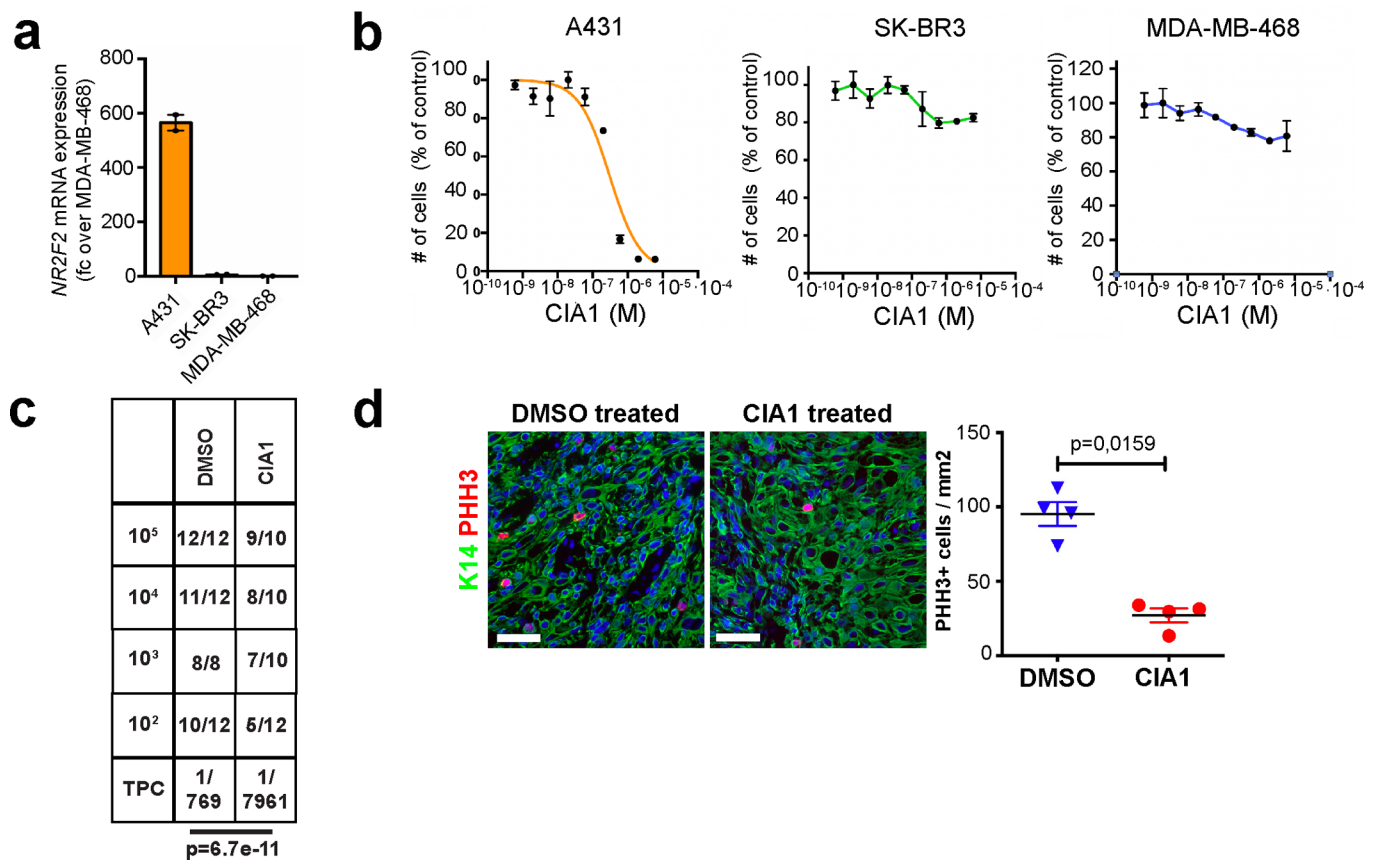 a
NR2F2 mRNA expression
(fc over MDA-MB-468)
800
600
400
200
0
A431
SK-BR3
MDA-MB-468
b
A431
# of cells (% of control)
100
80
60
40
20
0
0
0
0
0
0
0
10-10 10-9 10-8 10-7 10-6 10-5 10-4
CIA1 (M)
SK-BR3
# of cells (% of control)
100
80
60
40
20
0
10-10 10-9 10-8 10-7 10-6 10-5 10-4
CIA1 (M)
MDA-MB-468
# of cells (% of control)
120
100
80
60
40
20
0
10-10 10-9 10-8 10-7 10-6 10-5 10-4
CIA1 (M)
c
DMSO CIA1
10⁵ 12/12 9/10
10⁴ 11/12 8/10
10³ 8/8 7/10
10² 10/12 5/12
TPC 1/769 1/7961
p=6.7e-11
d
DMSO treated
CIA1 treated
K14 PHH3
PHH3+ cells / mm2
150
100
50
0
p=0,0159
DMSO CIA1